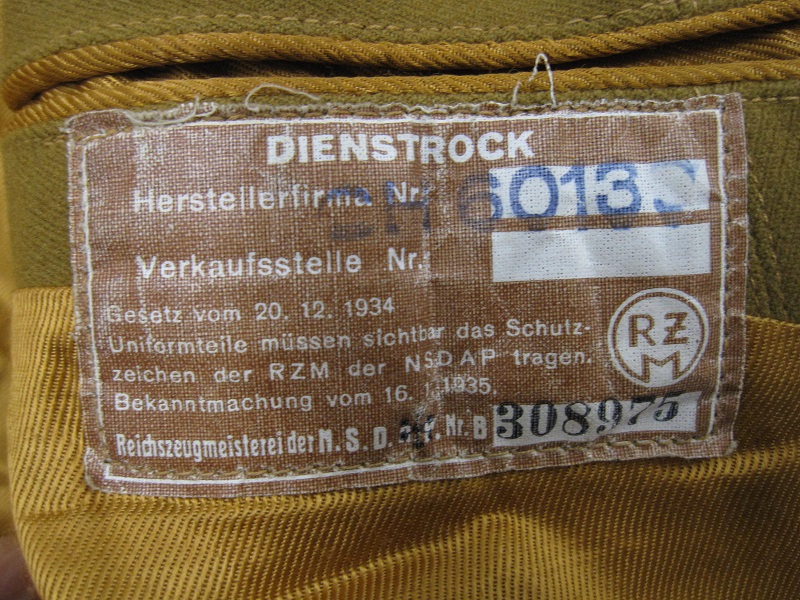 DIENSTROCK
Herstellerfirma Nr. 6013
Verkaufsstelle Nr.
Gesetz vom 20. 12. 1934
Uniformteile müssen sichtbar das Schutz-
zeichen der RZM der NSDAP tragen.
Bekanntmachung vom 16. 1. 1935.
RZM
Reichszeugmeisterei der N.S.D.A.P. Nr. B 308975